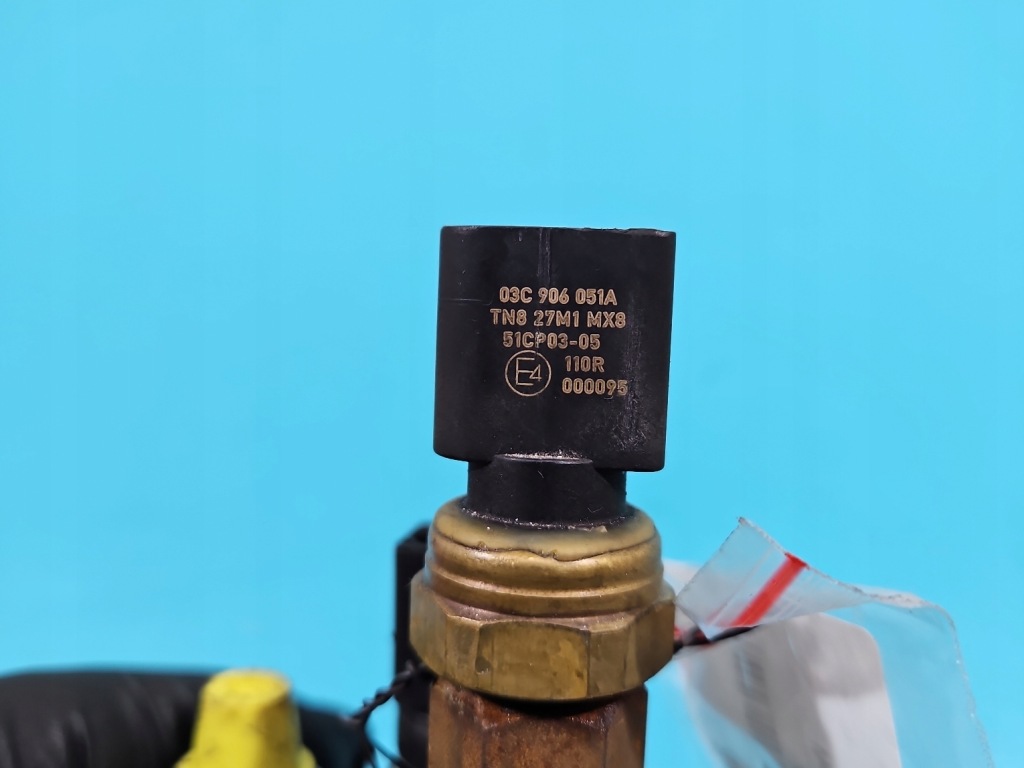 03C 906 051A
TN8 27M1 MX8
51CP03-05
E4 110R
000095